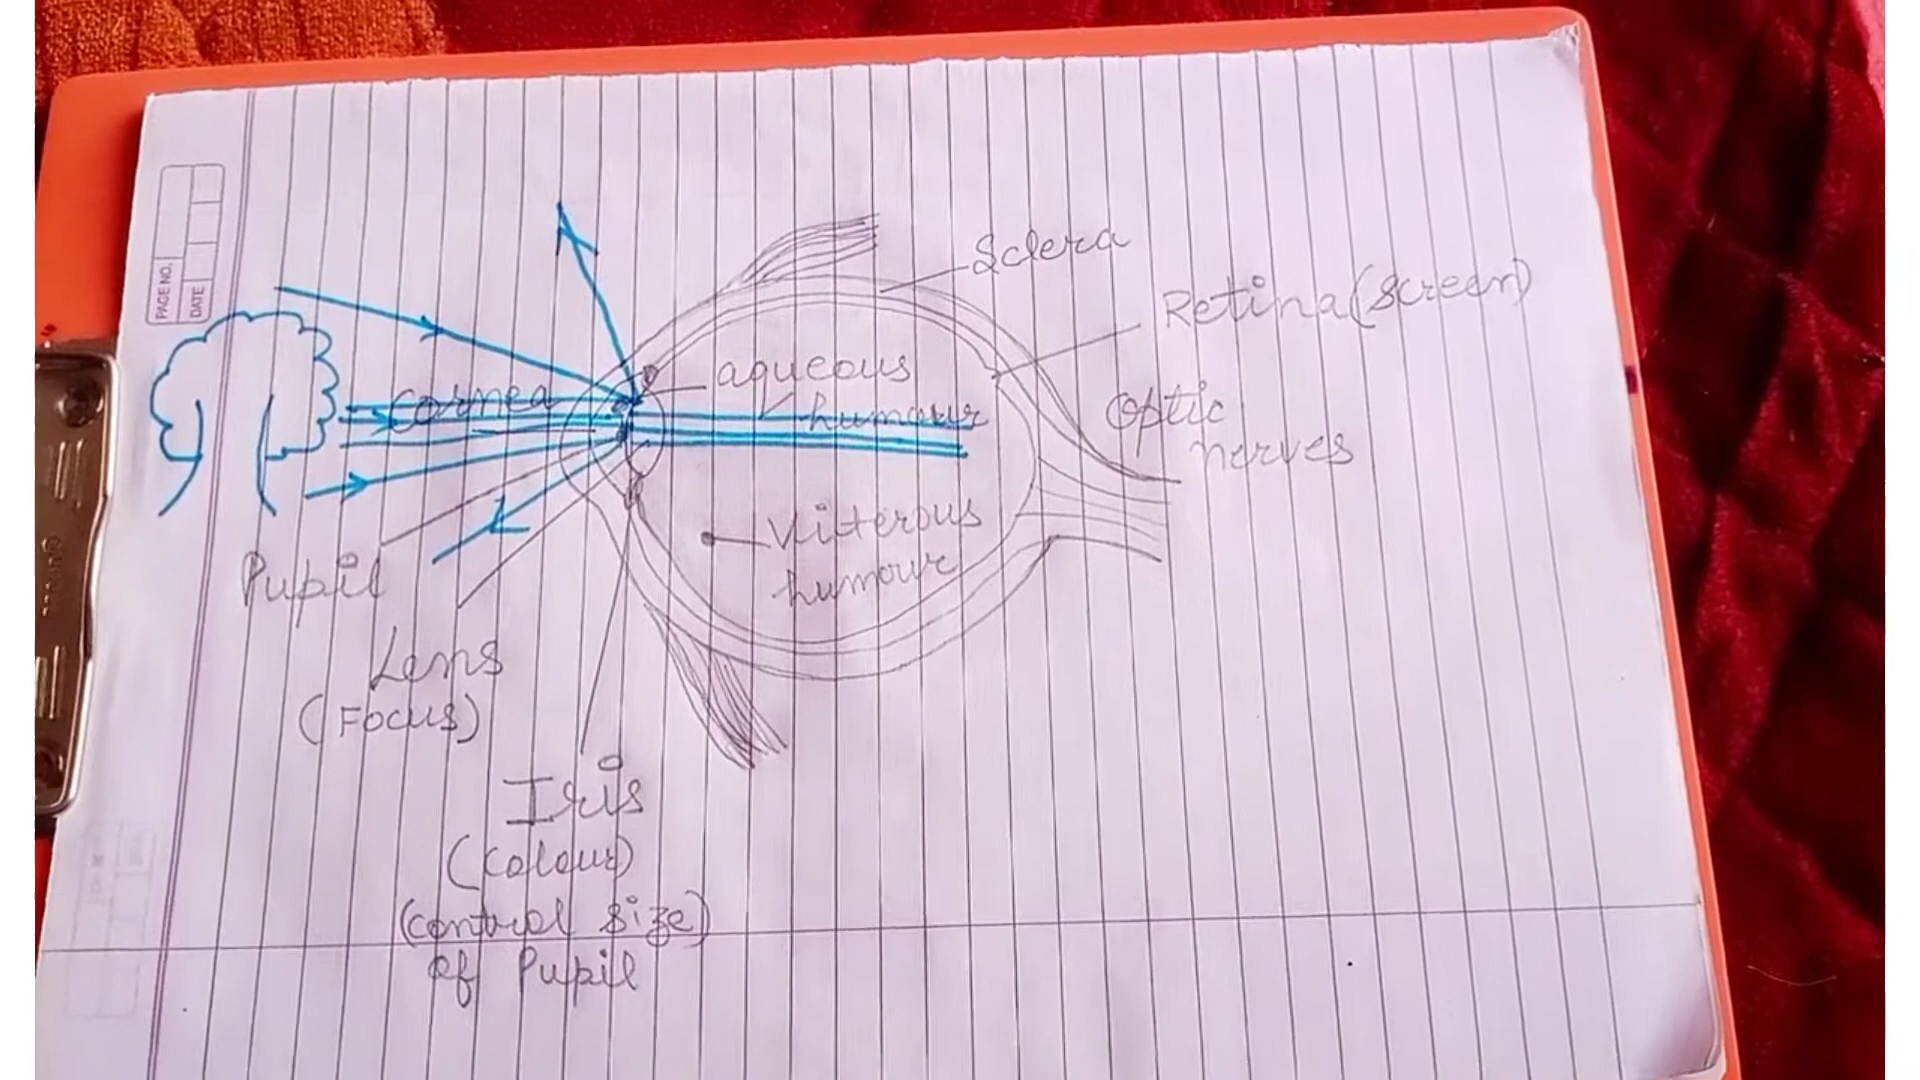 PAGE NO.
DATE
Sclera
Retina (Screen)
Cornea
aqueous
humour
Optic
nerves
Vitterous
humour
Pupil
Lens
(Focus)
Iris
(colour)
(control size)
of Pupil